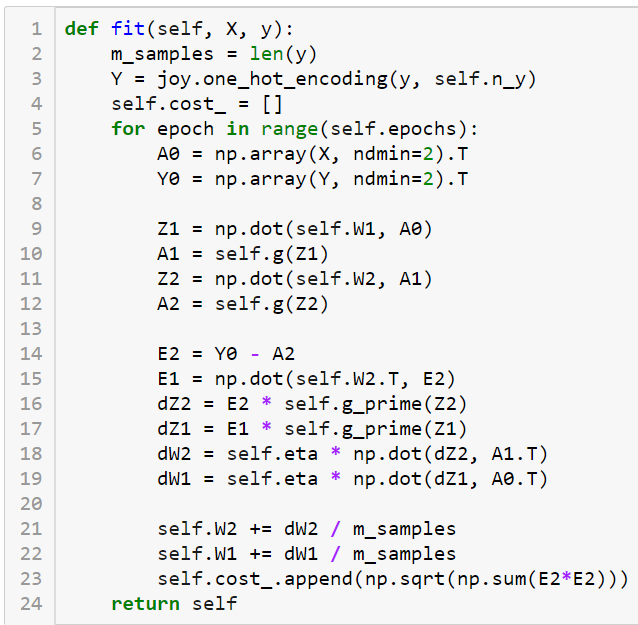 1 def fit(self, X, y):
2     m_samples = len(y)
3     Y = joy.one_hot_encoding(y, self.n_y)
4     self.cost_ = []
5     for epoch in range(self.epochs):
6         A0 = np.array(X, ndmin=2).T
7         Y0 = np.array(Y, ndmin=2).T
8
9         Z1 = np.dot(self.W1, A0)
10         A1 = self.g(Z1)
11         Z2 = np.dot(self.W2, A1)
12         A2 = self.g(Z2)
13
14         E2 = Y0 - A2
15         E1 = np.dot(self.W2.T, E2)
16         dZ2 = E2 * self.g_prime(Z2)
17         dZ1 = E1 * self.g_prime(Z1)
18         dW2 = self.eta * np.dot(dZ2, A1.T)
19         dW1 = self.eta * np.dot(dZ1, A0.T)
20
21         self.W2 += dW2 / m_samples
22         self.W1 += dW1 / m_samples
23         self.cost_.append(np.sqrt(np.sum(E2*E2)))
24     return self